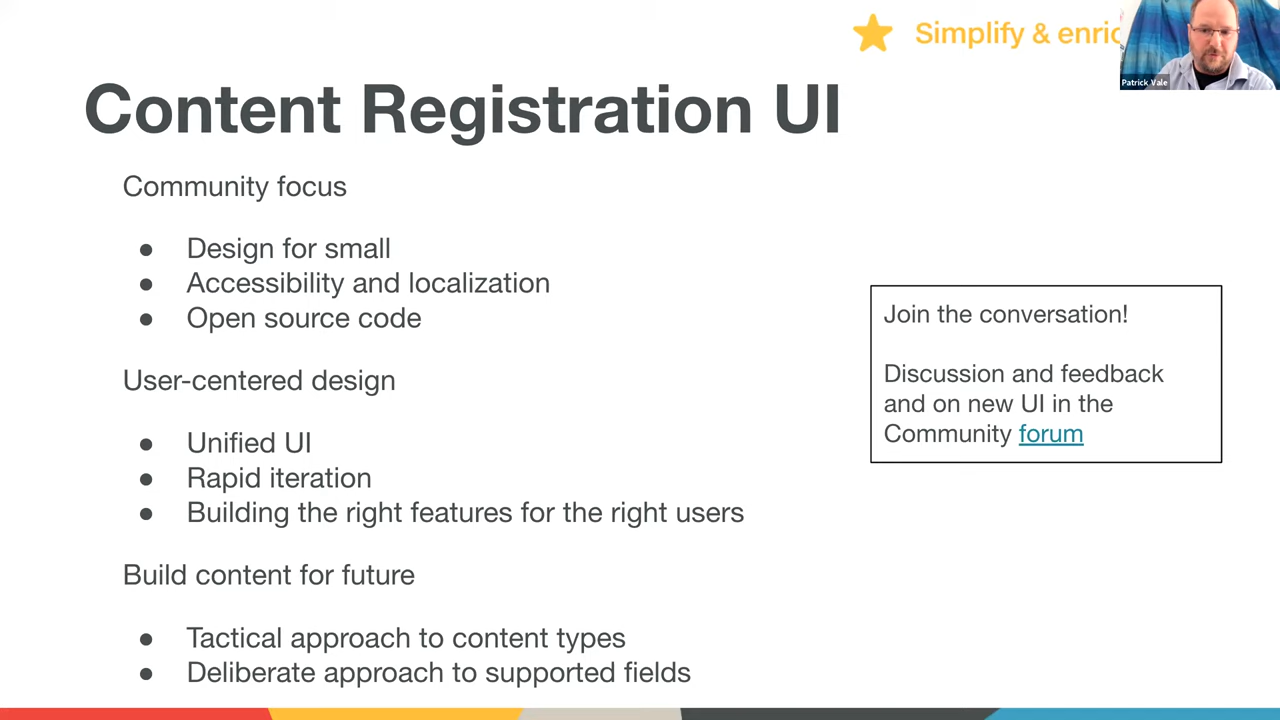 Simplify & enric
Patrick Vale
Content Registration UI
Community focus
● Design for small
● Accessibility and localization
● Open source code
User-centered design
● Unified UI
● Rapid iteration
● Building the right features for the right users
Build content for future
● Tactical approach to content types
● Deliberate approach to supported fields
Join the conversation!
Discussion and feedback
and on new UI in the
Community forum